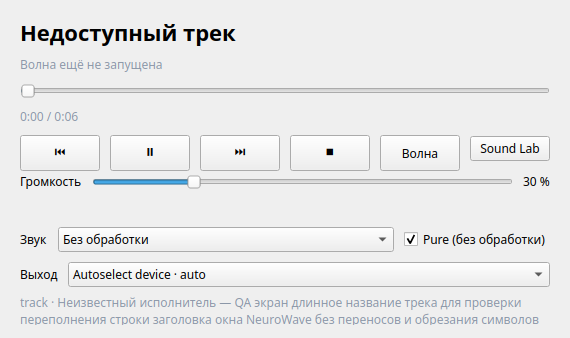 Недоступный трек
Волна ещё не запущена
0:00 / 0:06
Волна
Sound Lab
Громкость
30 %
Звук
Без обработки
Pure (без обработки)
Выход
Autoselect device · auto
track · Неизвестный исполнитель — QA экран длинное название трека для проверки
переполнения строки заголовка окна NeuroWave без переносов и обрезания символов